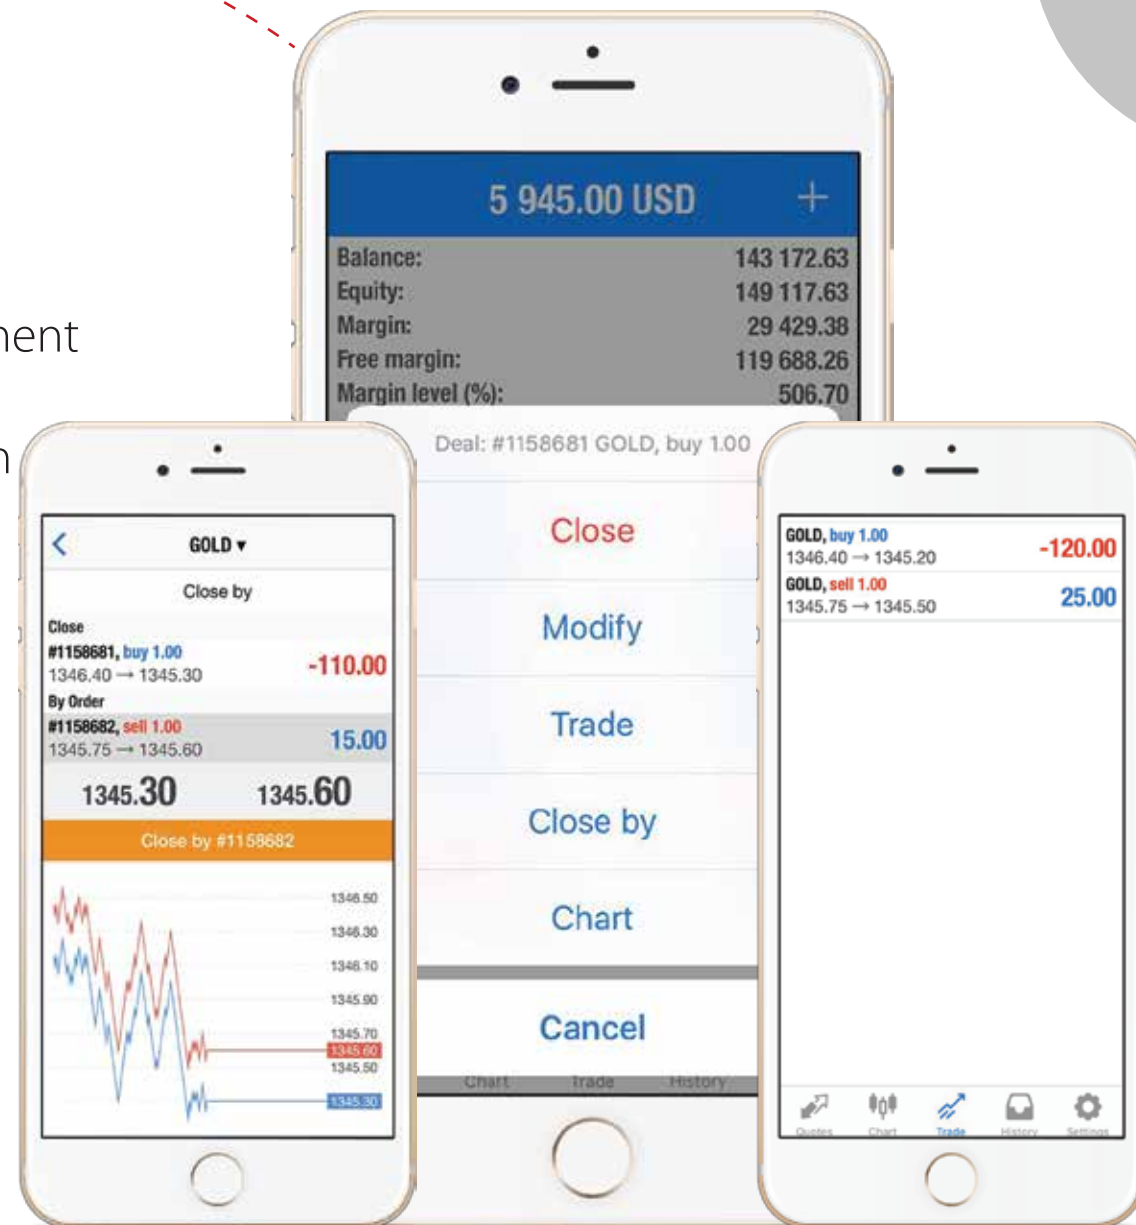 5 945.00 USD +
Balance: 143 172.63
Equity: 149 117.63
Margin: 29 429.38
Free margin: 119 688.26
Margin level (%): 506.70
Deal: #1158681 GOLD, buy 1.00
Close
Modify
Trade
Close by
Chart
Cancel
Chart Trade History
GOLD ▾
Close by
Close
#1158681, buy 1.00
1346.40 → 1345.30 -110.00
By Order
#1158682, sell 1.00
1345.75 → 1345.60 15.00
1345.30 1345.60
Close by #1158682
1346.50
1346.30
1346.10
1345.90
1345.70
1345.60
1345.50
1345.30
GOLD, buy 1.00
1346.40 → 1345.20 -120.00
GOLD, sell 1.00
1345.75 → 1345.50 25.00
Quotes Chart Trade History Settings